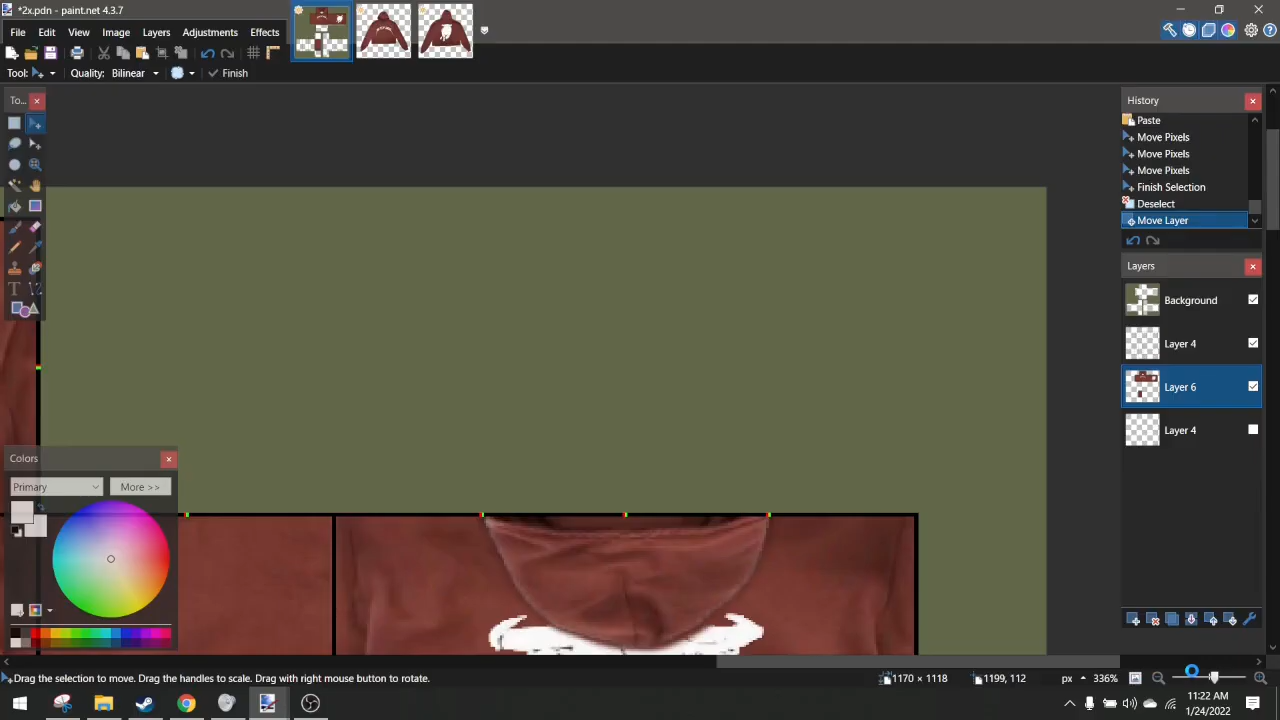 *2x.pdn - paint.net 4.3.7
File Edit View Image Layers Adjustments Effects
Tool: Quality: Bilinear Finish
To...
History
Paste
Move Pixels
Move Pixels
Move Pixels
Finish Selection
Deselect
Move Layer
Layers
Background
Layer 4
Layer 6
Layer 4
Colors
Primary More >>
T
Drag the selection to move. Drag the handles to scale. Drag with right mouse button to rotate. 1170 × 1118 1199, 112 px 336%
11:22 AM
1/24/2022